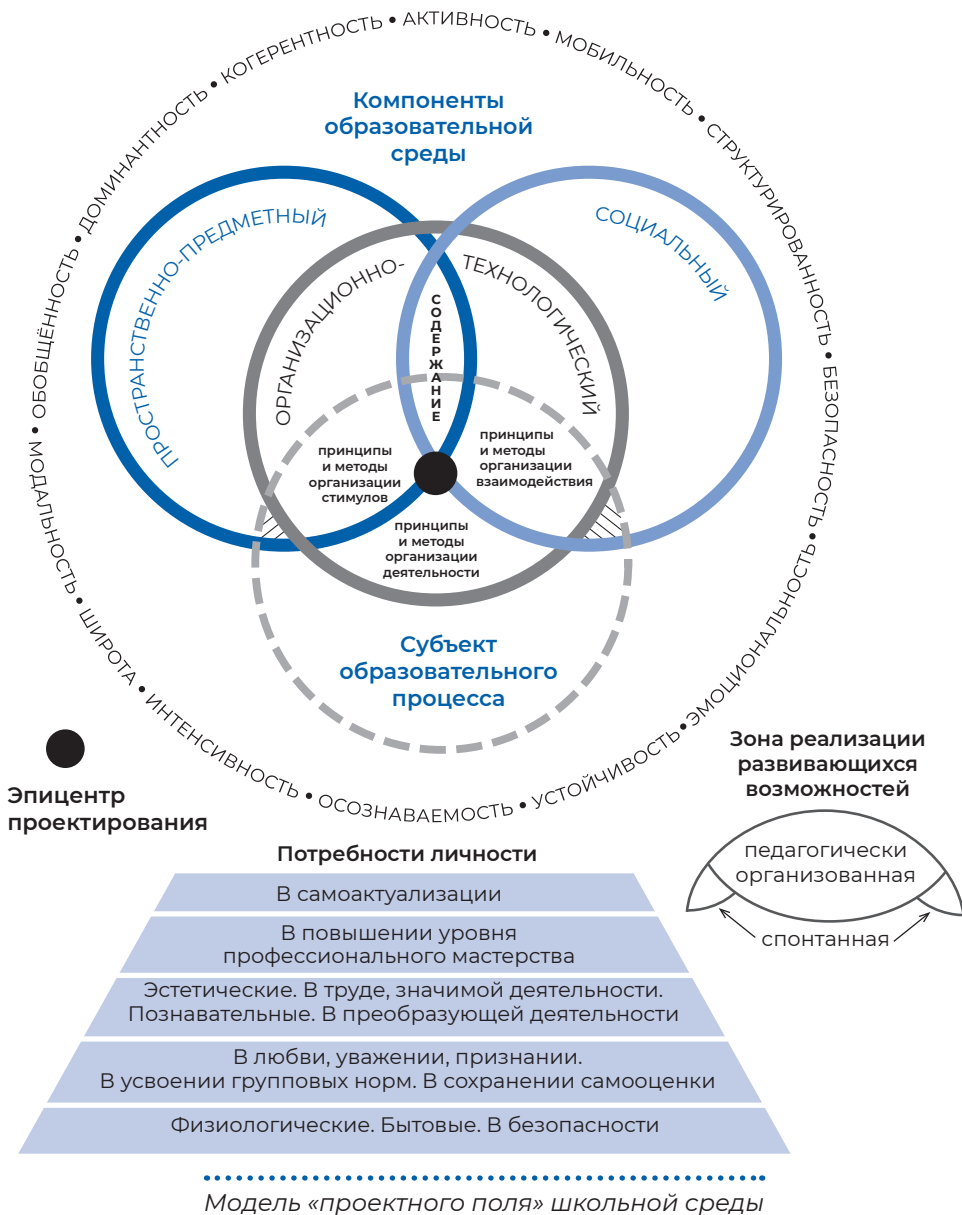 МОДАЛЬНОСТЬ • ОБОБЩЁННОСТЬ • ДОМИНАНТНОСТЬ • КОГЕРЕНТНОСТЬ • АКТИВНОСТЬ • МОБИЛЬНОСТЬ • СТРУКТУРИРОВАННОСТЬ • БЕЗОПАСНОСТЬ •
ШИРОТА • ИНТЕНСИВНОСТЬ • ОСОЗНАВАЕМОСТЬ • УСТОЙЧИВОСТЬ • ЭМОЦИОНАЛЬНОСТЬ
Компоненты
образовательной
среды
ПРОСТРАНСТВЕННО-ПРЕДМЕТНЫЙ
СОЦИАЛЬНЫЙ
ОРГАНИЗАЦИОННО-
ТЕХНОЛОГИЧЕСКИЙ
СОДЕРЖАНИЕ
принципы
и методы
организации
стимулов
принципы
и методы
организации
взаимодействия
принципы
и методы
организации
деятельности
Субъект
образовательного
процесса
Эпицентр
проектирования
Зона реализации
развивающихся
возможностей
педагогически
организованная
спонтанная
Потребности личности
В самоактуализации
В повышении уровня
профессионального мастерства
Эстетические. В труде, значимой деятельности.
Познавательные. В преобразующей деятельности
В любви, уважении, признании.
В усвоении групповых норм. В сохранении самооценки
Физиологические. Бытовые. В безопасности
Модель «проектного поля» школьной среды